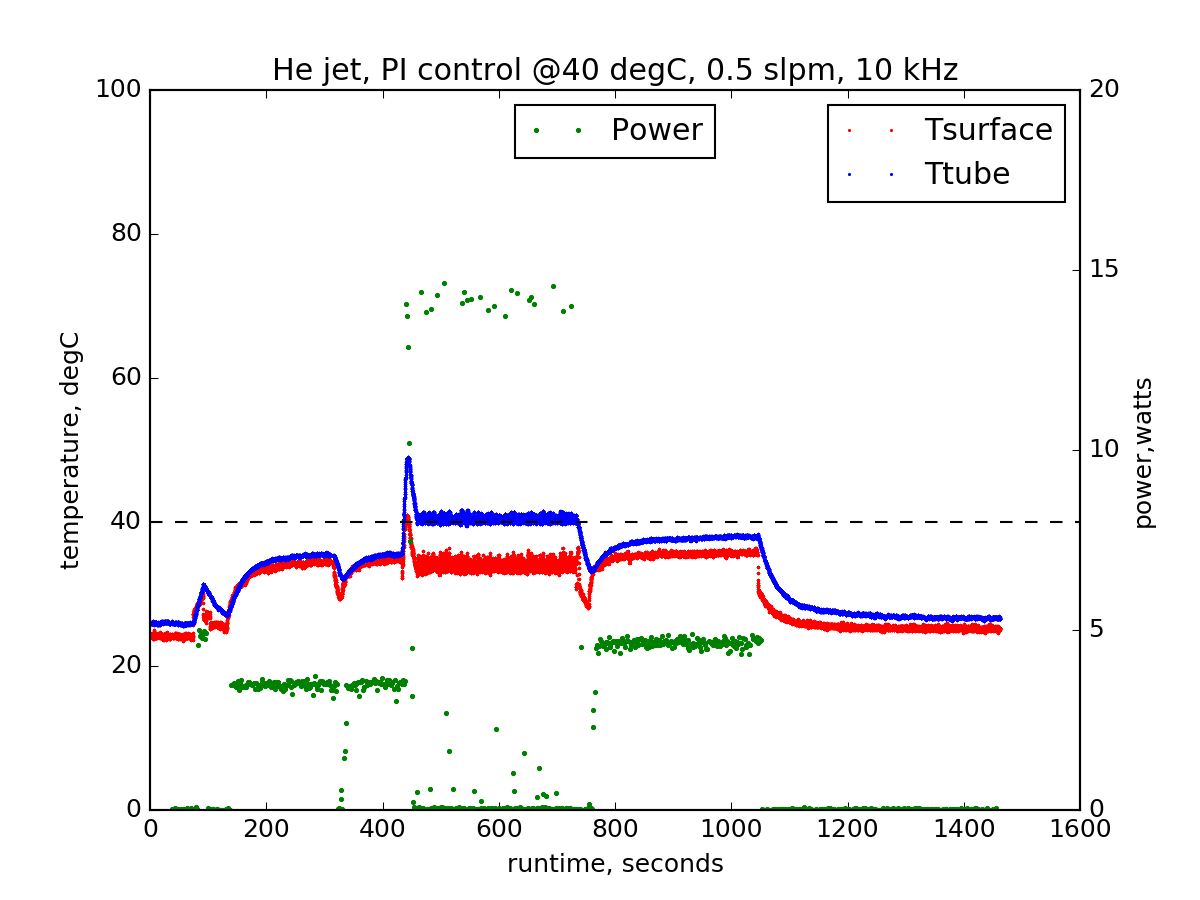 He jet, PI control @40 degC, 0.5 slpm, 10 kHz
100
80
60
40
20
0
temperature, degC
20
15
10
5
0
power,watts
Power
Tsurface
Ttube
0 200 400 600 800 1000 1200 1400 1600
runtime, seconds